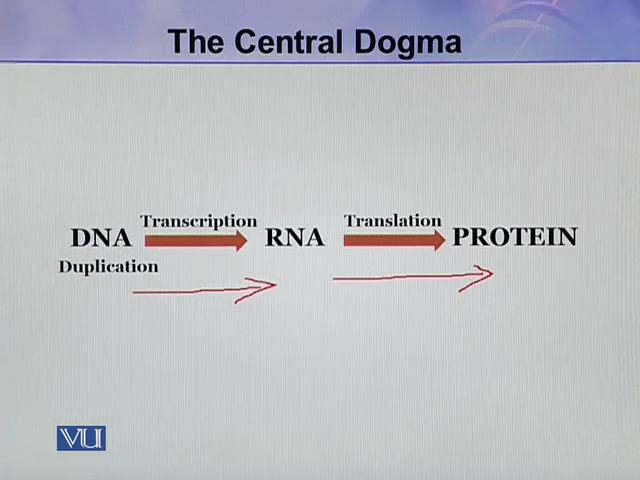 The Central Dogma
Transcription Translation
DNA RNA PROTEIN
Duplication
VU